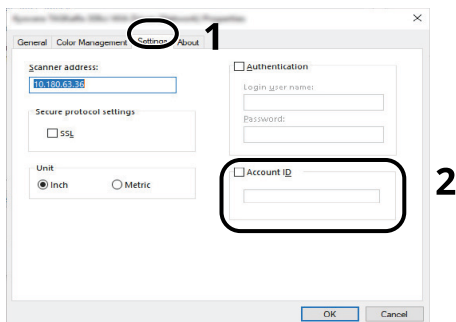 Properties
General Color Management Settings About
1
Scanner address:
10.180.63.36
Secure protocol settings
SSL
Unit
Inch Metric
Authentication
Login user name:
Password:
Account ID
2
OK Cancel